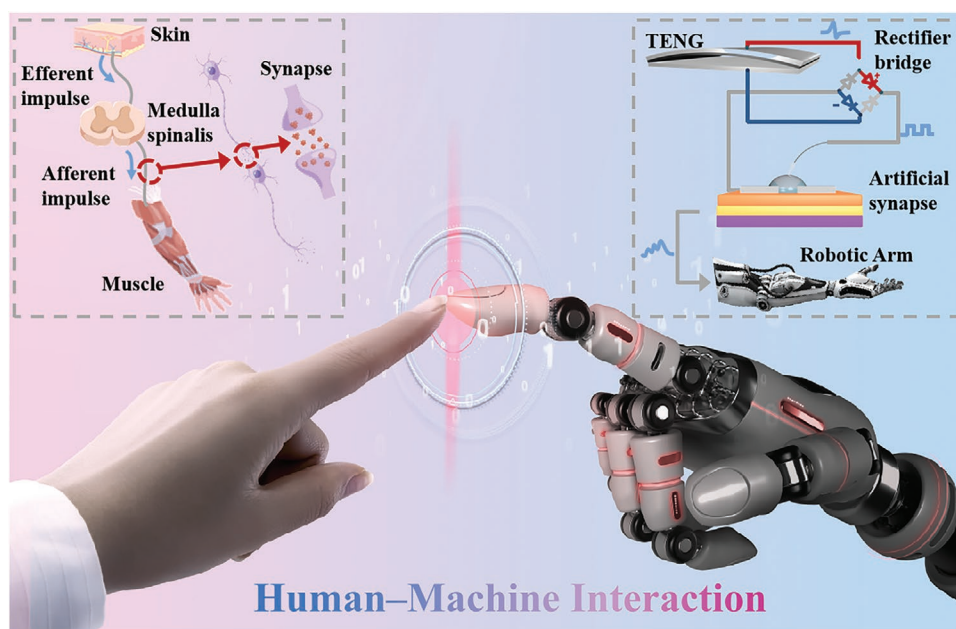 Skin
Efferent
impulse
Medulla
spinalis
Afferent
impulse
Muscle
Synapse
TENG
Rectifier
bridge
+
-
Artificial
synapse
Robotic Arm
Human–Machine Interaction